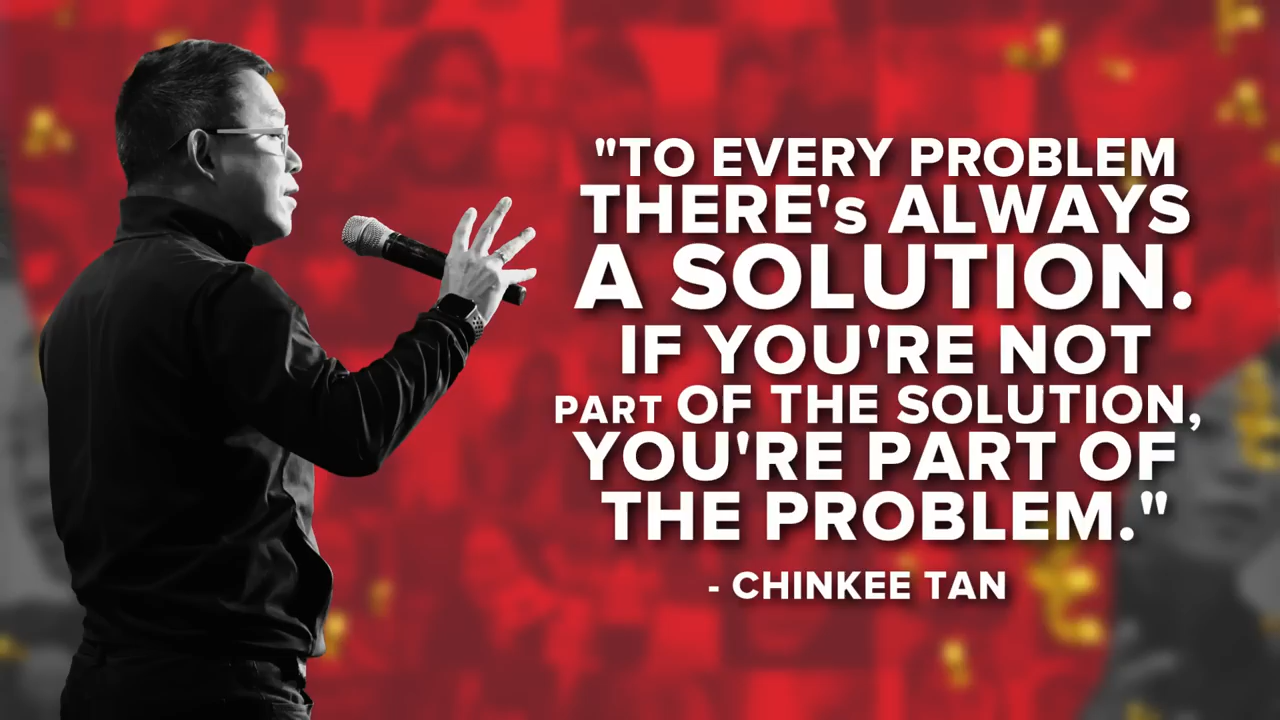 "TO EVERY PROBLEM
THERE's ALWAYS
A SOLUTION.
IF YOU'RE NOT
PART OF THE SOLUTION,
YOU'RE PART OF
THE PROBLEM."
- CHINKEE TAN